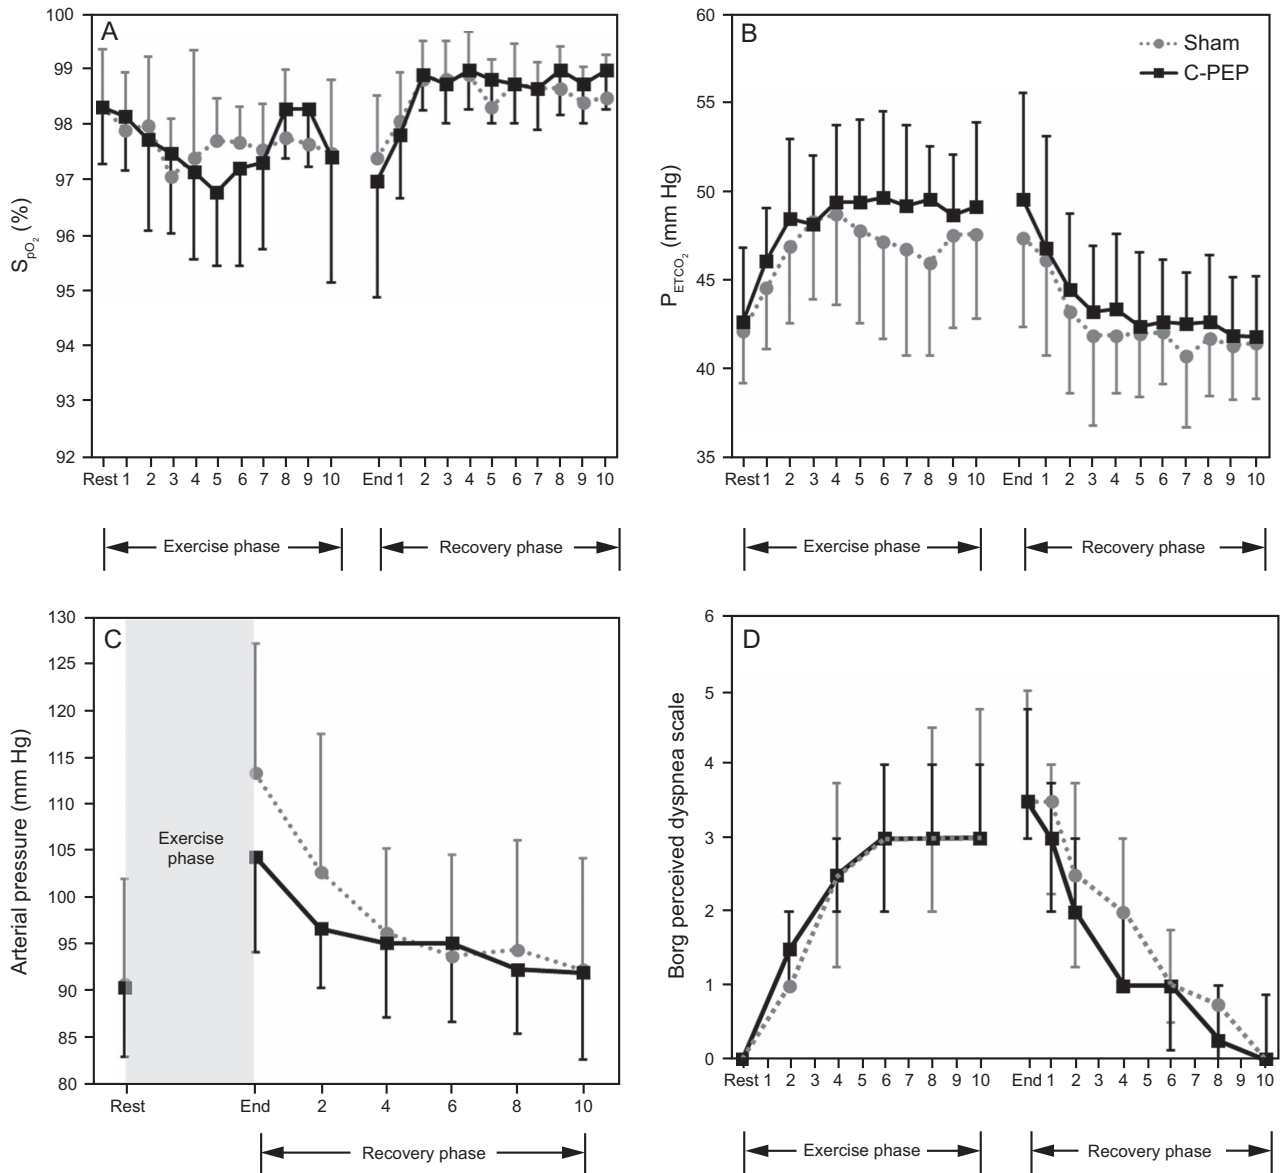 A
100
99
98
97
96
95
94
93
92
SpO2 (%)
Rest 1 2 3 4 5 6 7 8 9 10 End 1 2 3 4 5 6 7 8 9 10
Exercise phase Recovery phase
B
Sham
C-PEP
60
55
50
45
40
35
PETCO2 (mm Hg)
Rest 1 2 3 4 5 6 7 8 9 10 End 1 2 3 4 5 6 7 8 9 10
Exercise phase Recovery phase
C
130
125
120
115
110
105
100
95
90
85
80
Arterial pressure (mm Hg)
Exercise
phase
Rest End 2 4 6 8 10
Recovery phase
D
6
5
4
3
2
1
0
Borg perceived dyspnea scale
Rest 1 2 3 4 5 6 7 8 9 10 End 1 2 3 4 5 6 7 8 9 10
Exercise phase Recovery phase